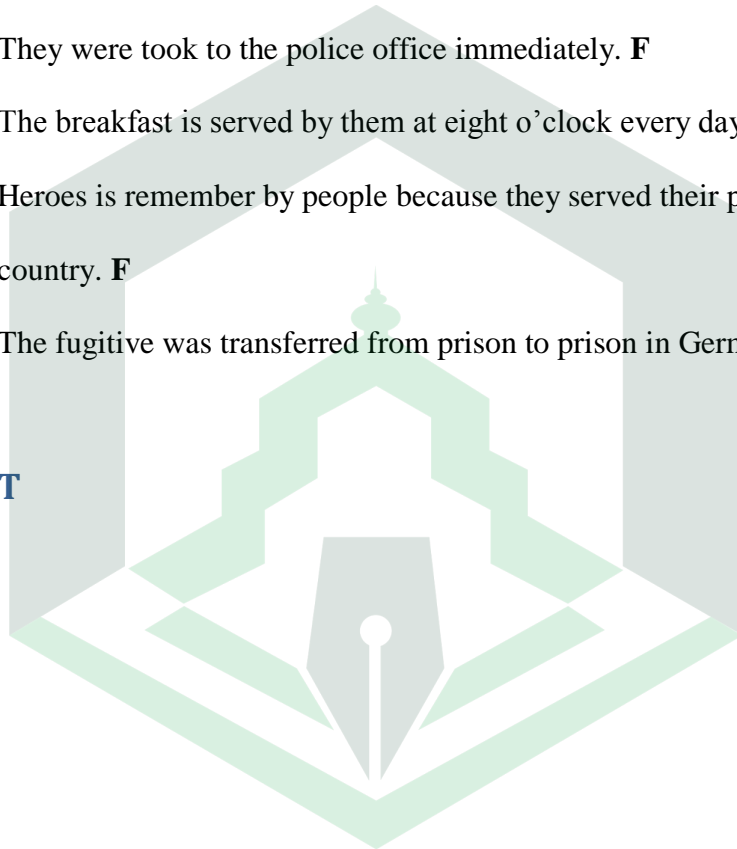 They were took to the police office immediately. F
The breakfast is served by them at eight o’clock every day
Heroes is remember by people because they served their
country. F
The fugitive was transferred from prison to prison in
T